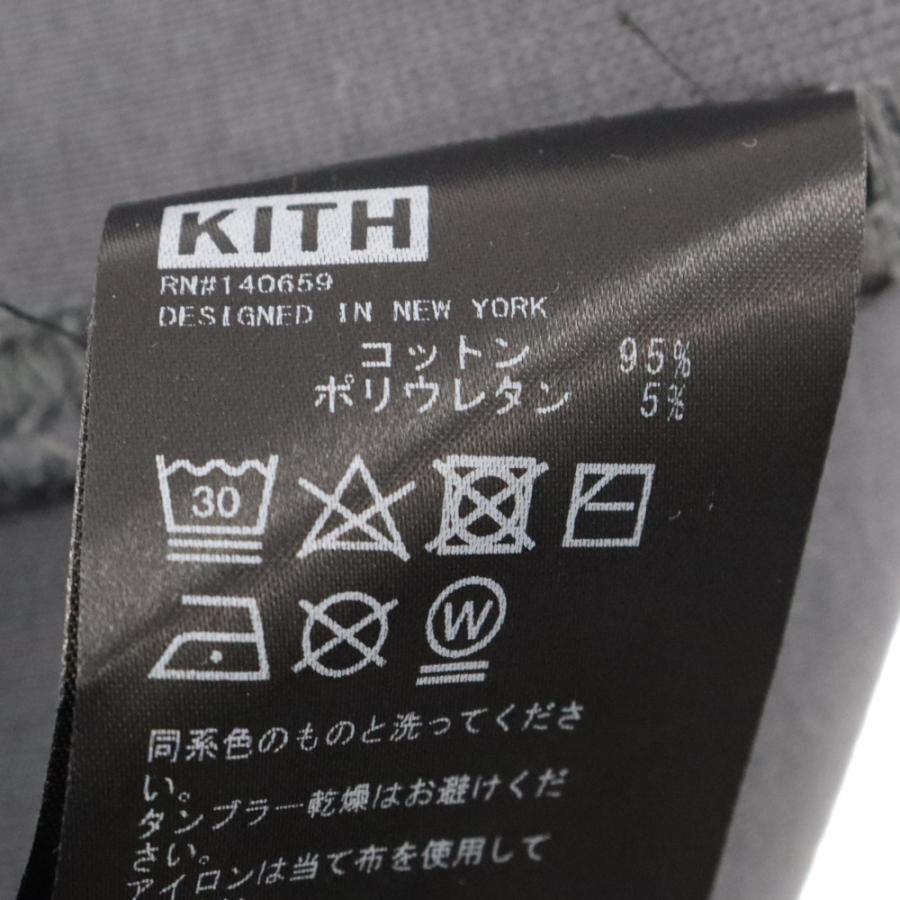 KITH
RN#140659
DESIGNED IN NEW YORK
コットン 95%
ポリウレタン 5%
30
W
同系色のものと洗ってくださ
い。
タンブラー乾燥はお避けくだ
さい。
アイロンは当て布を使用して